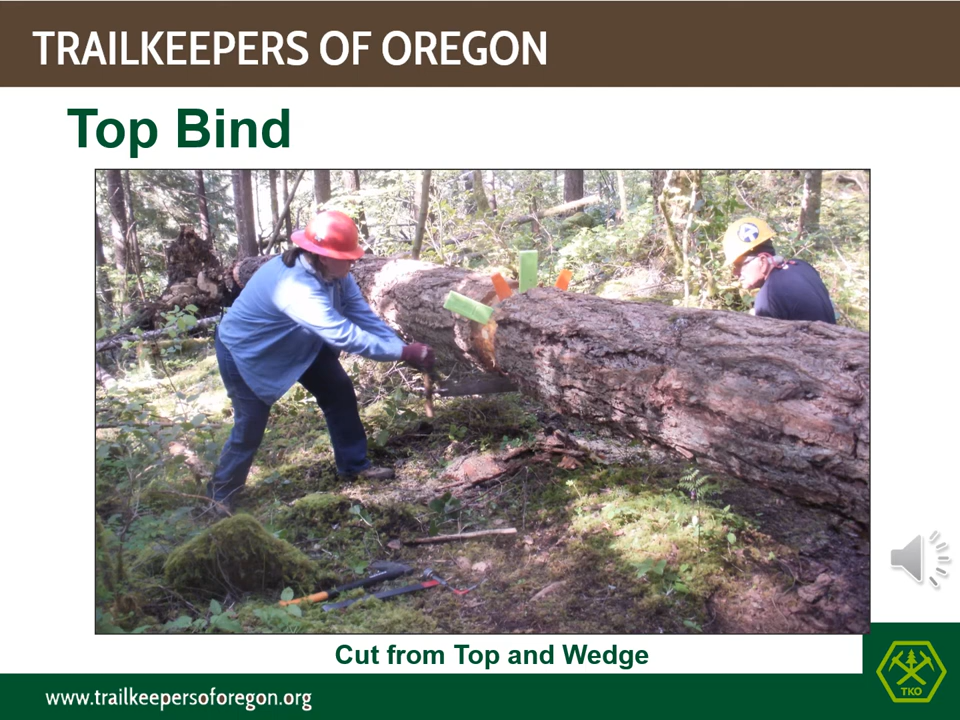 TRAILKEEPERS OF OREGON
Top Bind
Cut from Top and Wedge
TKO
www.trailkeepersoforegon.org